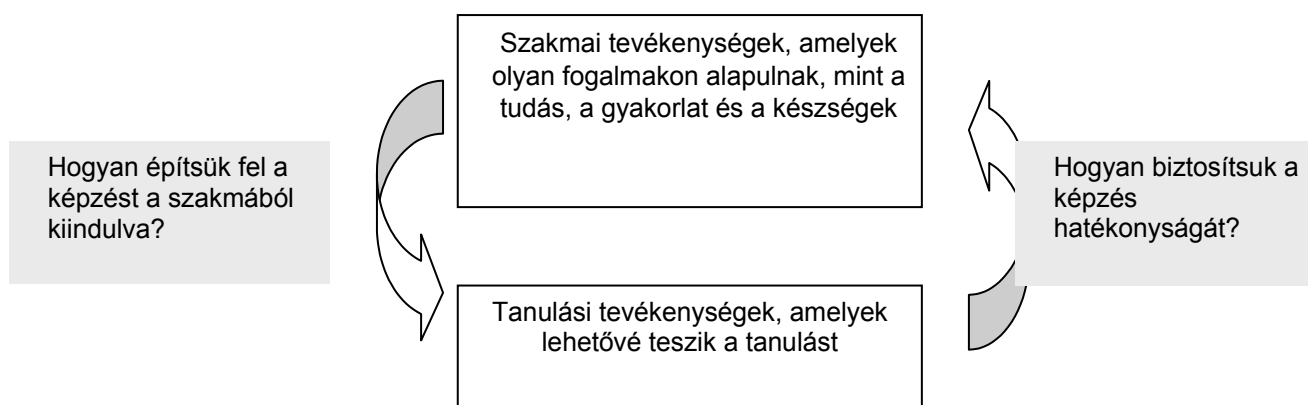 Szakmai tevékenységek, amelyek
olyan fogalmakon alapulnak, mint a
tudás, a gyakorlat és a készségek
Hogyan építsük fel a
képzést a szakmából
kiindulva?
Hogyan biztosítsuk a
képzés
hatékonyságát?
Tanulási tevékenységek, amelyek
lehetővé teszik a tanulást